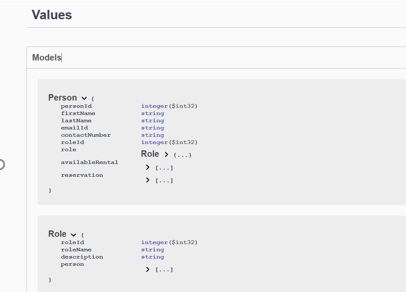 Values
Models
Person {
personId integer($int32)
firstName string
lastName string
emailId string
contactNumber string
roleId integer($int32)
role Role > {...}
availableRental > [...]
reservation > [...]
}
Role {
roleId integer($int32)
roleName string
description string
person > [...]
}